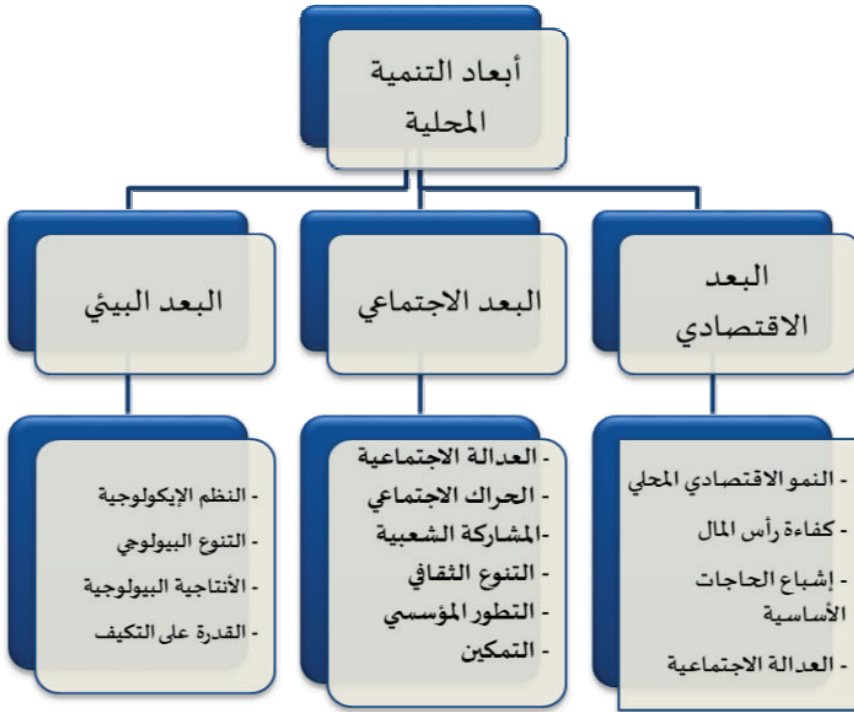 أبعاد التنمية
المحلية
البعد
الاقتصادي
البعد الاجتماعي
البعد البيئي
- النمو الاقتصادي المحلي
- كفاءة رأس المال
- إشباع الحاجات
الأساسية
- العدالة الاجتماعية
- العدالة الاجتماعية
- الحراك الاجتماعي
-المشاركة الشعبية
- التنوع الثقافي
- التطور المؤسسي
- التمكين
- النظم الإيكولوجية
- التنوع البيولوجي
- الأنتاجية البيولوجية
- القدرة على التكيف